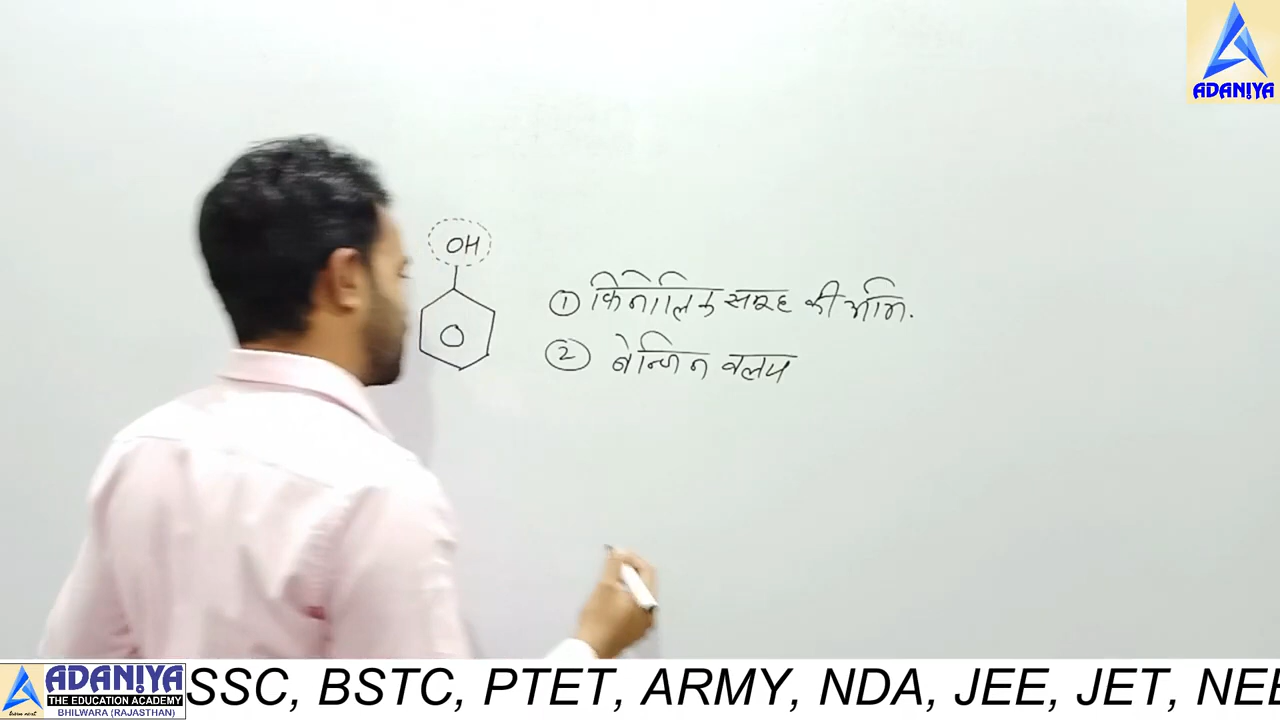 ADANIYA
OH
① फिनोलिक समूह की अभि.
② बेन्जिन वलय
ADANIYA
THE EDUCATION ACADEMY
BHILWARA (RAJASTHAN)
SSC, BSTC, PTET, ARMY, NDA, JEE, JET, NEE